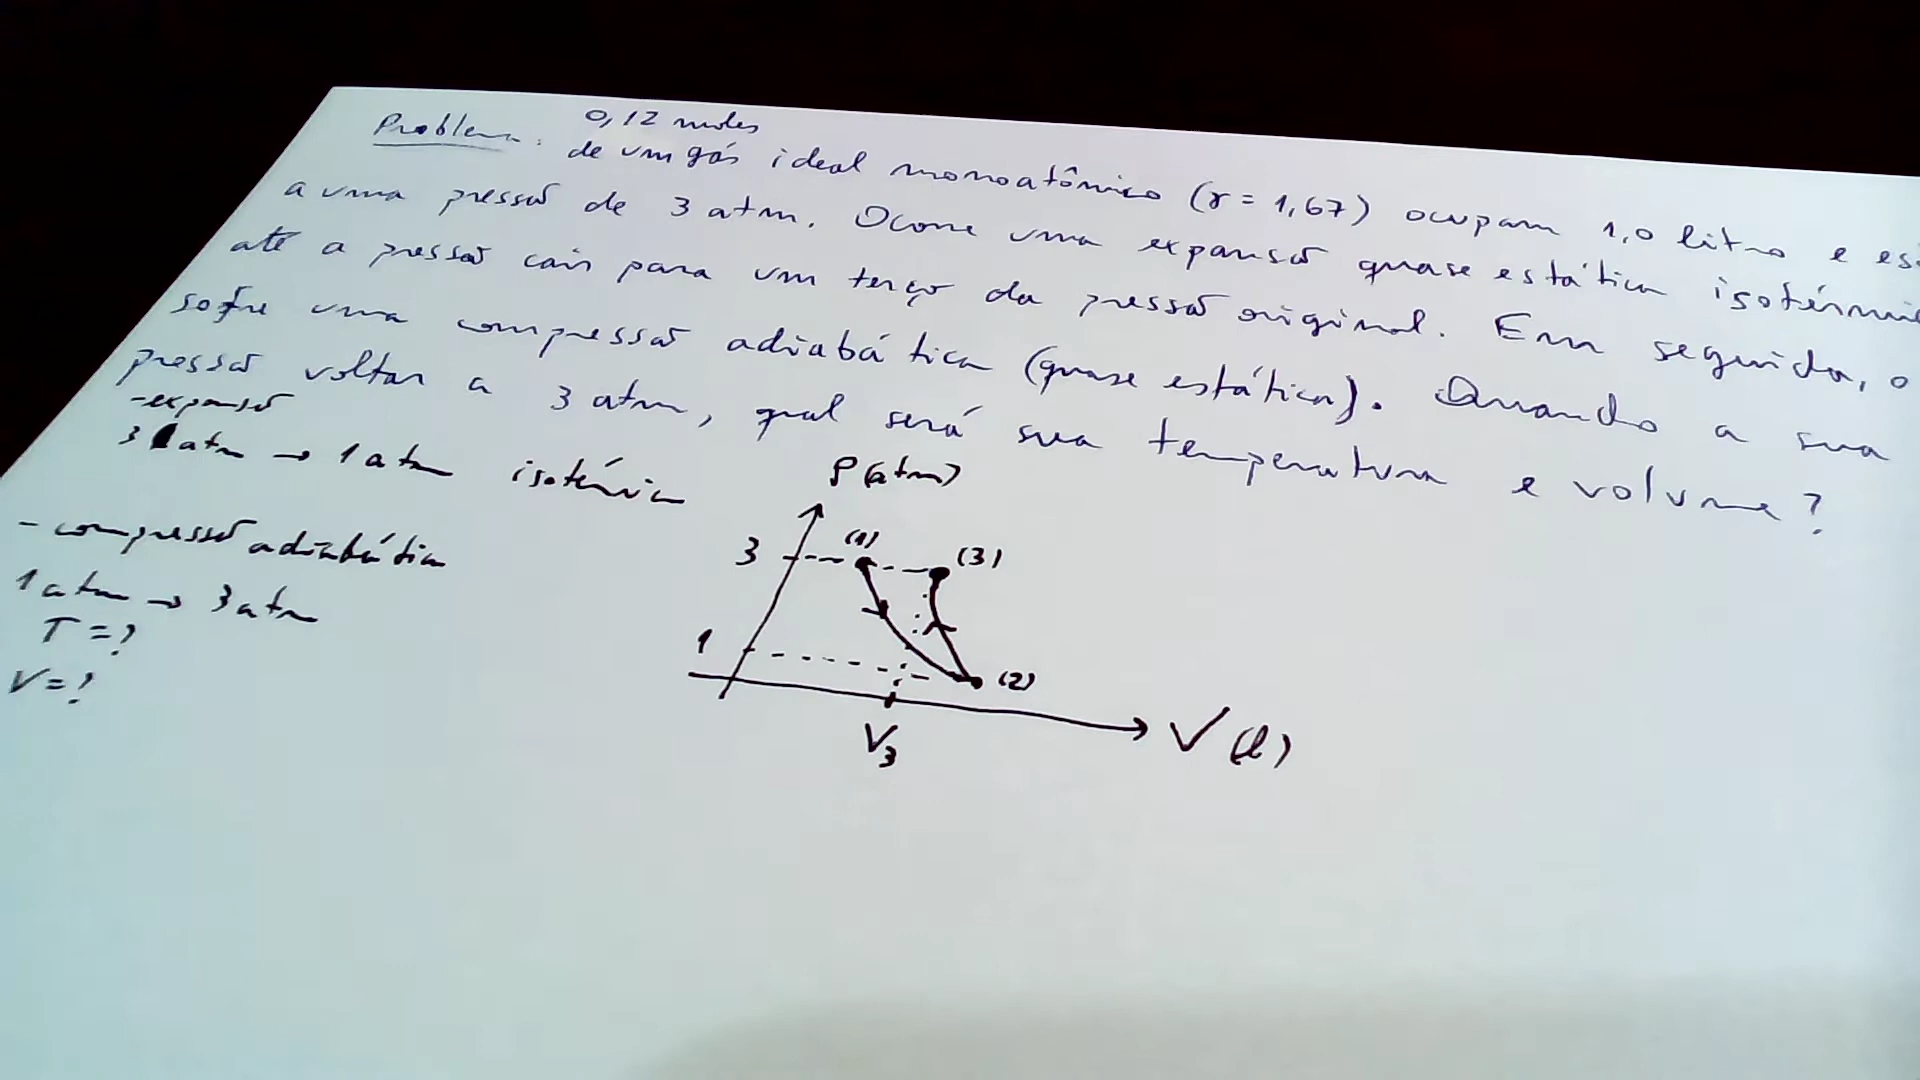 Problema: 0,12 moles
de um gás ideal monoatômico (γ = 1,67) ocupam 1,0 litro e
a uma pressão de 3 atm. Ocorre uma expansão quase estática
até a pressão cair para um terço da pressão original. Em seguida, o
sofre uma compressão adiabática (quase estática). Quando a sua
pressão voltar a 3 atm, qual será sua temperatura e volume?
- expansão
3 atm → 1 atm isotérmica
- compressão adiabática
1 atm → 3 atm
T = ?
V = ?
P(atm)
3
(1)
(3)
1
(2)
V₃
V (l)